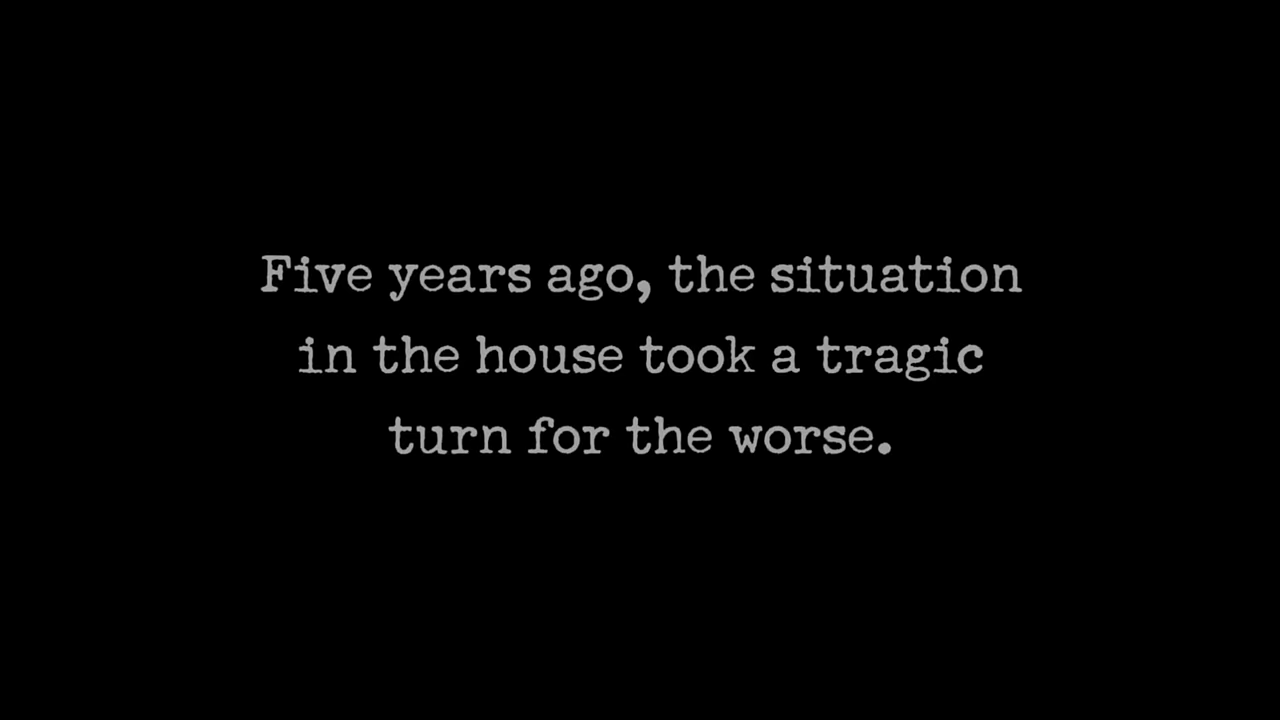 Five years ago, the situation
in the house took a tragic
turn for the worse.